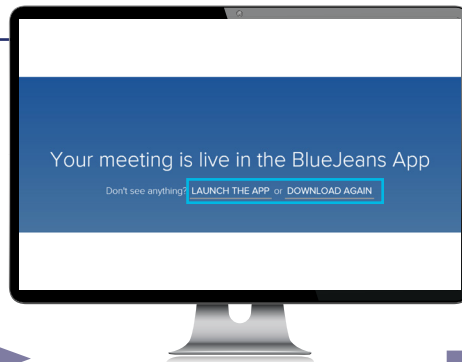 Your meeting is live in the BlueJeans App
Don't see anything? LAUNCH THE APP or DOWNLOAD AGAIN